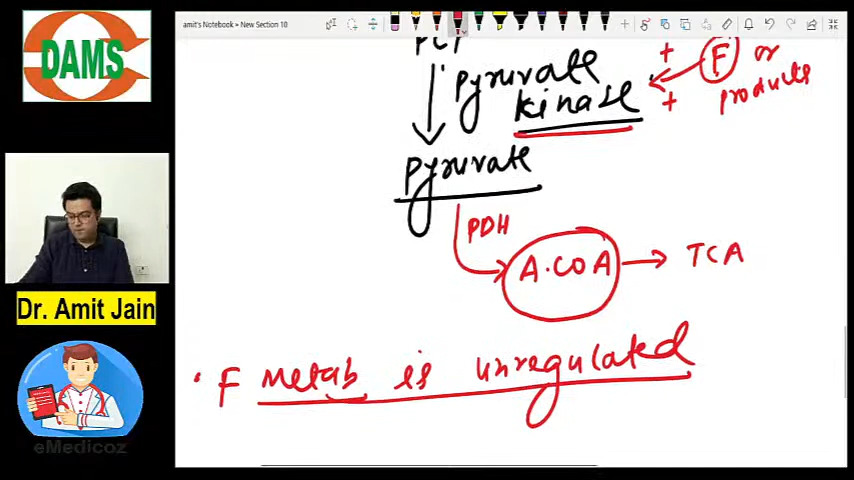 amit's Notebook > New Section 10
DAMS
+ F or
pyruvate
kinase
+ products
pyruvate
PDH
A.COA → TCA
• F Metab is unregulated
Dr. Amit Jain
eMedicoz